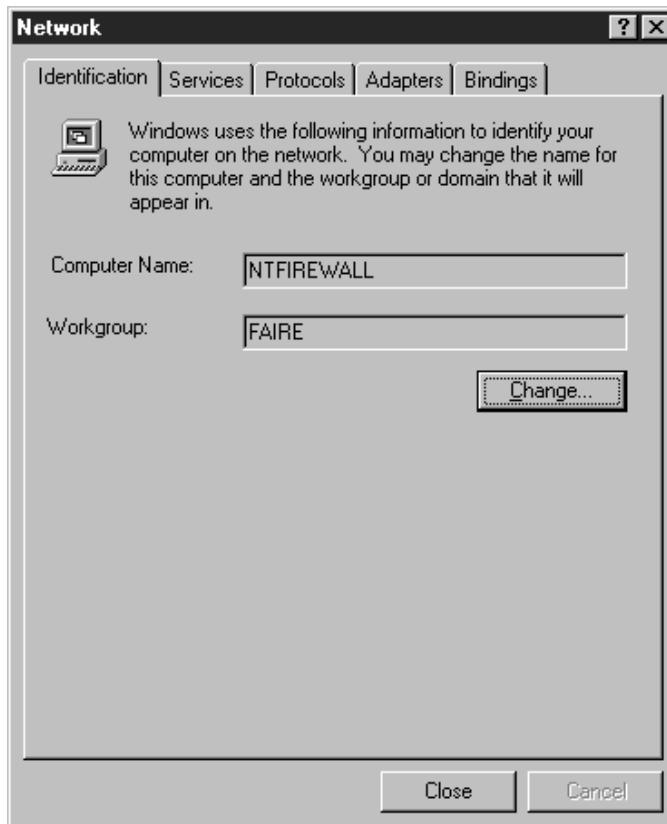 Network
Identification Services Protocols Adapters Bindings
Windows uses the following information to identify your
computer on the network. You may change the name for
this computer and the workgroup or domain that it will
appear in.
Computer Name: NTFIREWALL
Workgroup: FAIRE
Change...
Close Cancel